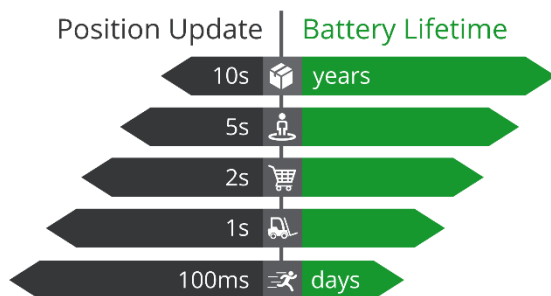 Position Update Battery Lifetime
10s years
5s
2s
1s
100ms days